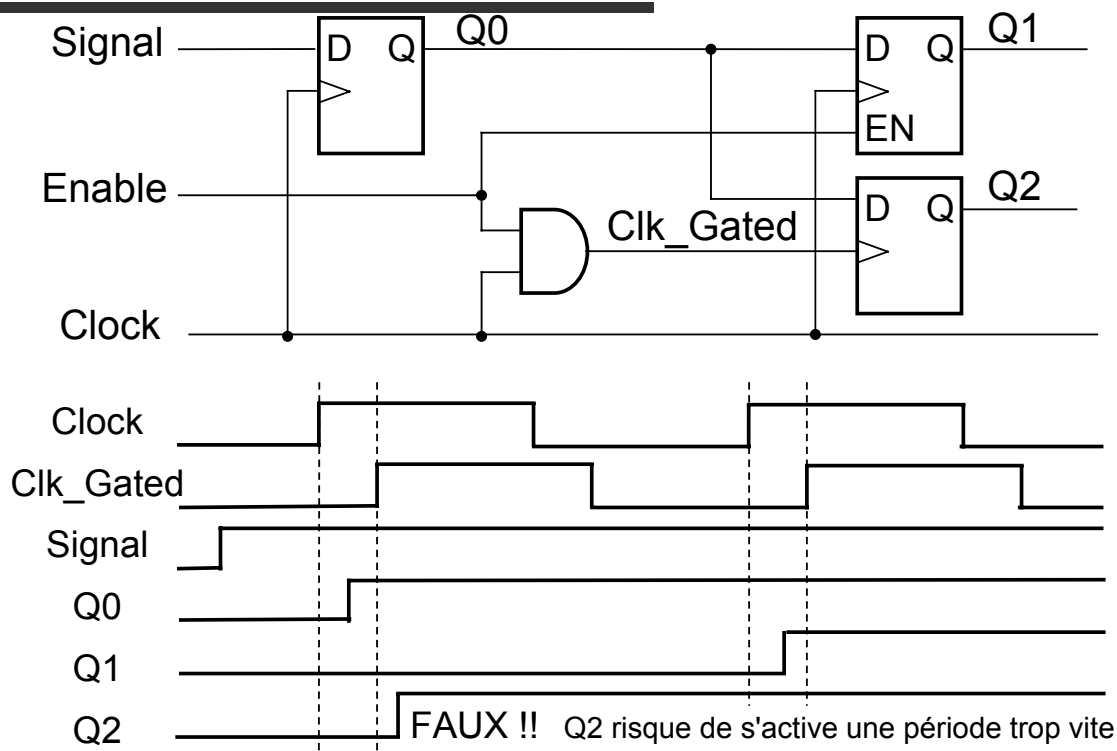 Signal
D Q
Q0
D Q
Q1
EN
Enable
Clk_Gated
D Q
Q2
Clock
Clock
Clk_Gated
Signal
Q0
Q1
Q2
FAUX !! Q2 risque de s'active une période trop vite